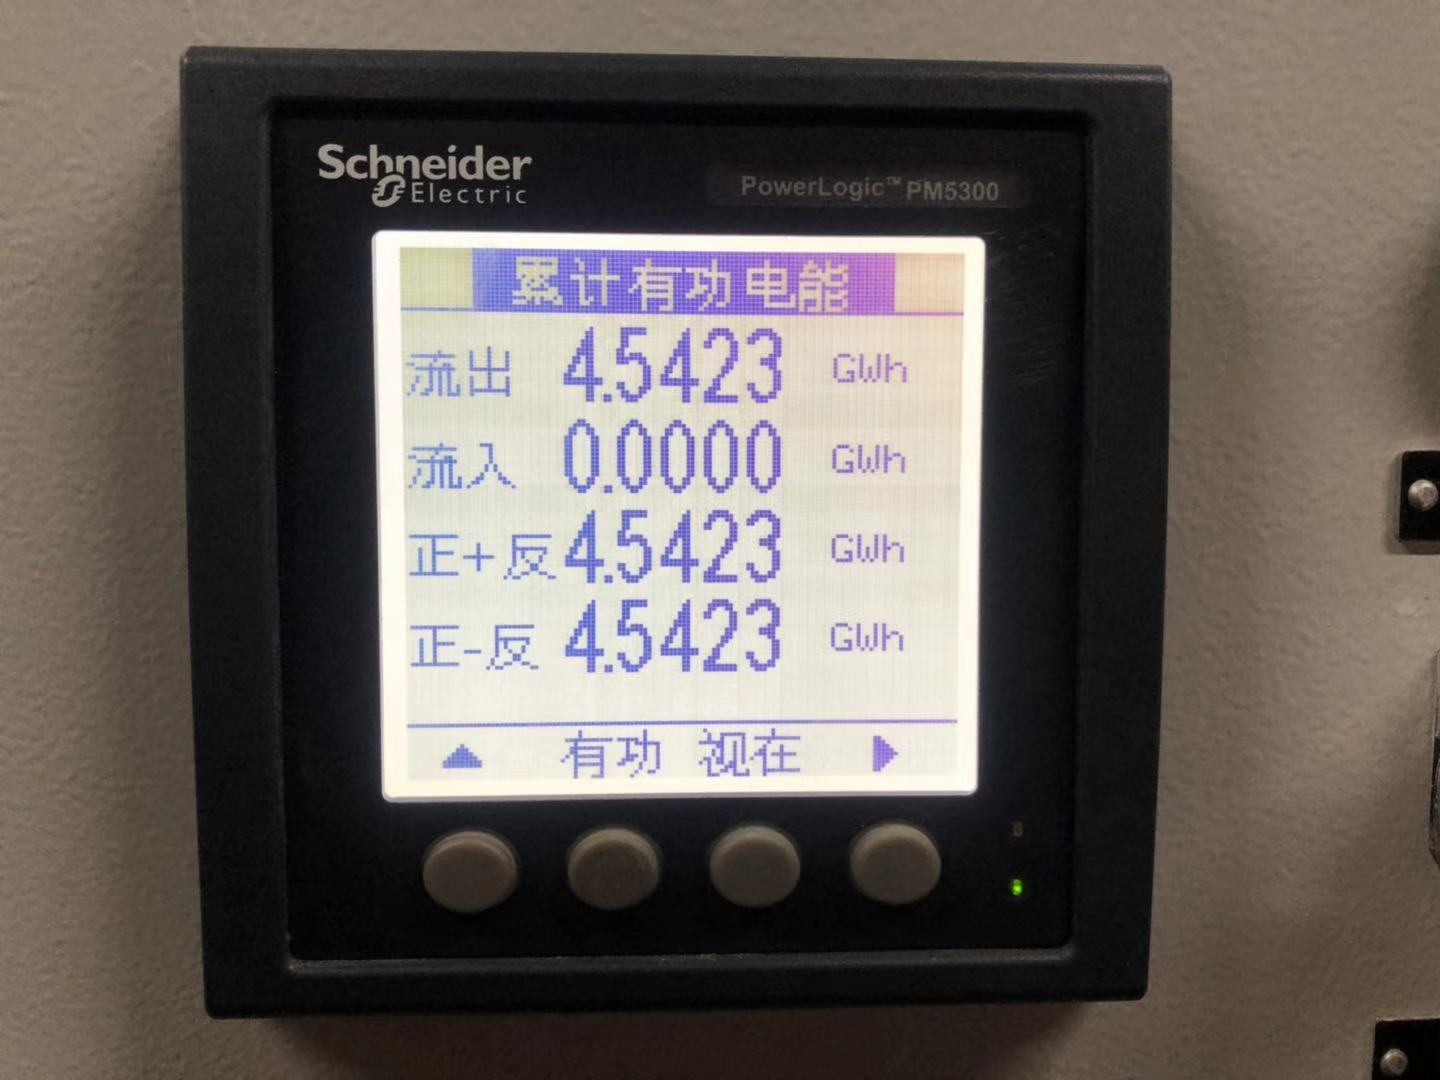 Schneider
Electric
PowerLogic™ PM5300
累计有功电能
流出 4.5423 GWh
流入 0.0000 GWh
正+反 4.5423 GWh
正-反 4.5423 GWh
▲ 有功 视在 ▶